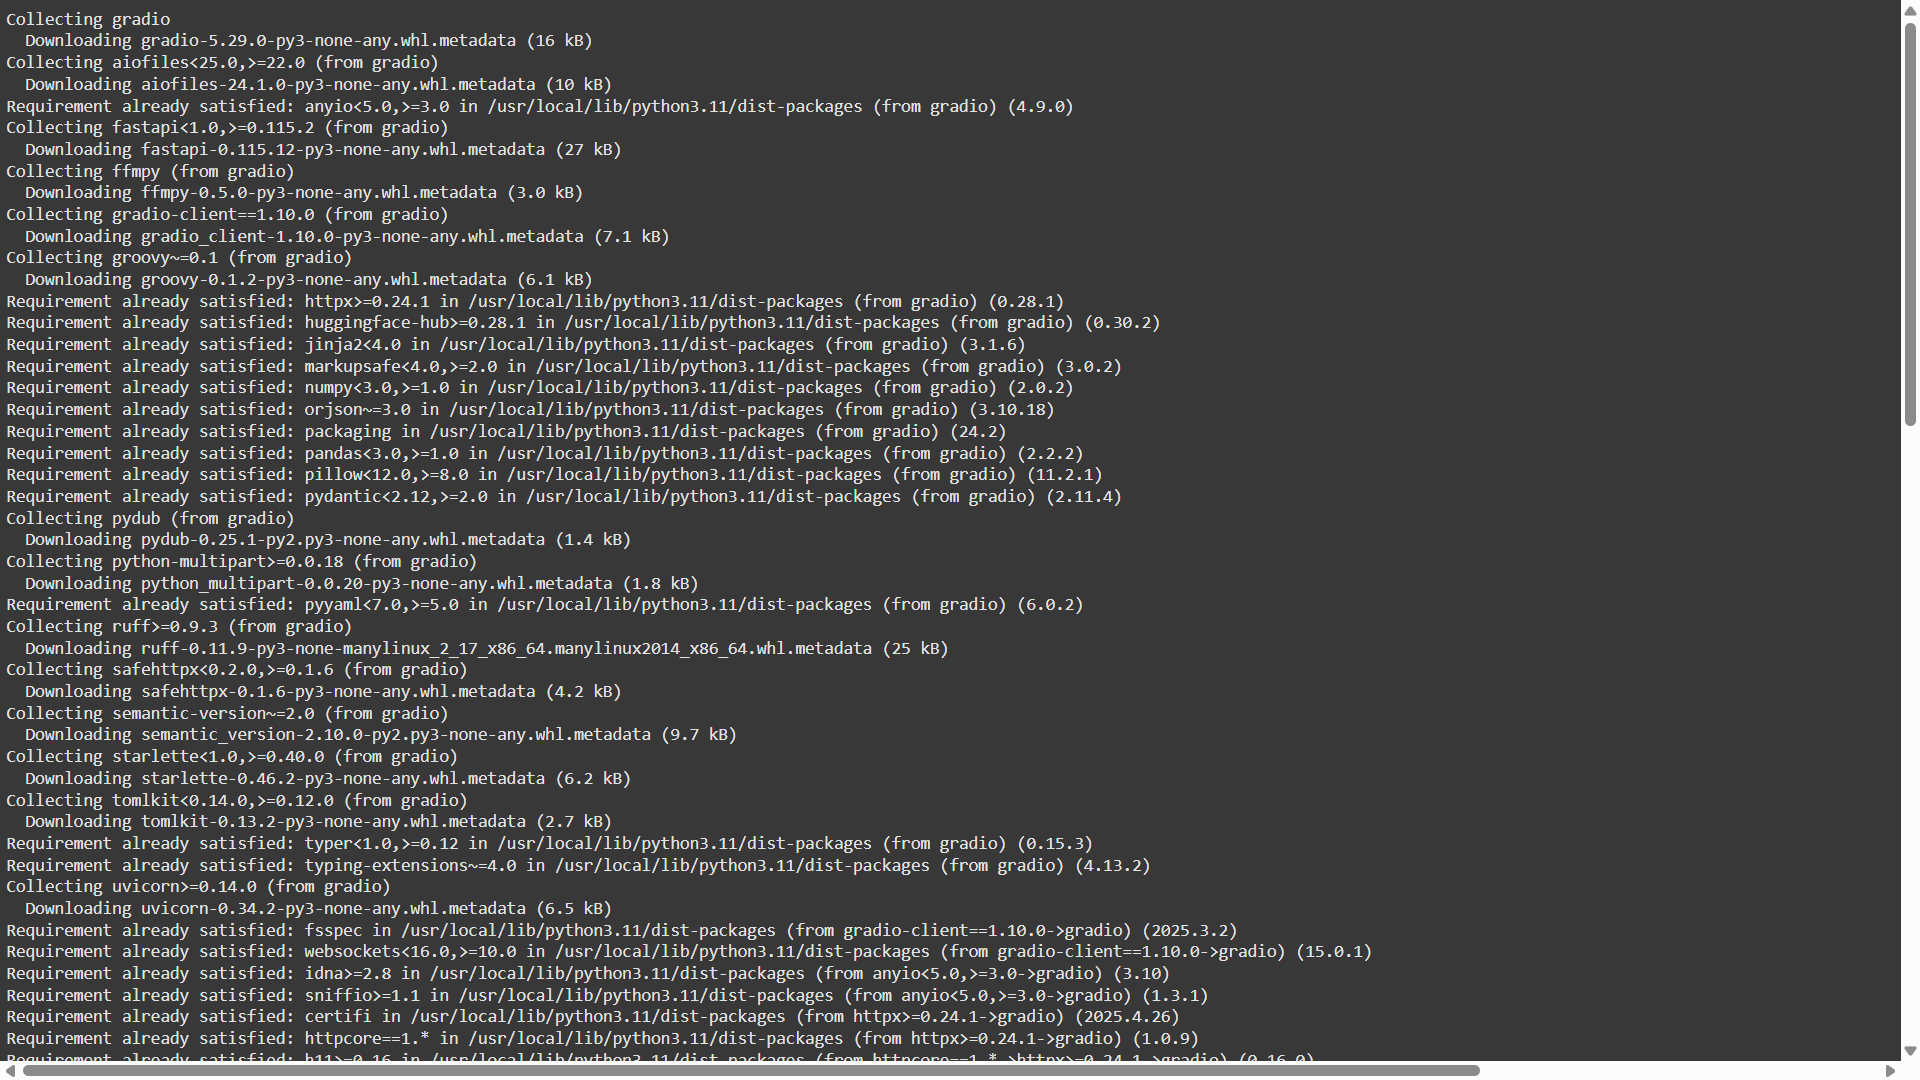 Collecting gradio
  Downloading gradio-5.29.0-py3-none-any.whl.metadata (16 kB)
Collecting aiofiles<25.0,>=22.0 (from gradio)
  Downloading aiofiles-24.1.0-py3-none-any.whl.metadata (10 kB)
Requirement already satisfied: anyio<5.0,>=3.0 in /usr/local/lib/python3.11/dist-packages (from gradio) (4.9.0)
Collecting fastapi<1.0,>=0.115.2 (from gradio)
  Downloading fastapi-0.115.12-py3-none-any.whl.metadata (27 kB)
Collecting ffmpy (from gradio)
  Downloading ffmpy-0.5.0-py3-none-any.whl.metadata (3.0 kB)
Collecting gradio-client==1.10.0 (from gradio)
  Downloading gradio_client-1.10.0-py3-none-any.whl.metadata (7.1 kB)
Collecting groovy~=0.1 (from gradio)
  Downloading groovy-0.1.2-py3-none-any.whl.metadata (6.1 kB)
Requirement already satisfied: httpx>=0.24.1 in /usr/local/lib/python3.11/dist-packages (from gradio) (0.28.1)
Requirement already satisfied: huggingface-hub>=0.28.1 in /usr/local/lib/python3.11/dist-packages (from gradio) (0.30.2)
Requirement already satisfied: jinja2<4.0 in /usr/local/lib/python3.11/dist-packages (from gradio) (3.1.6)
Requirement already satisfied: markupsafe<4.0,>=2.0 in /usr/local/lib/python3.11/dist-packages (from gradio) (3.0.2)
Requirement already satisfied: numpy<3.0,>=1.0 in /usr/local/lib/python3.11/dist-packages (from gradio) (2.0.2)
Requirement already satisfied: orjson~=3.0 in /usr/local/lib/python3.11/dist-packages (from gradio) (3.10.18)
Requirement already satisfied: packaging in /usr/local/lib/python3.11/dist-packages (from gradio) (24.2)
Requirement already satisfied: pandas<3.0,>=1.0 in /usr/local/lib/python3.11/dist-packages (from gradio) (2.2.2)
Requirement already satisfied: pillow<12.0,>=8.0 in /usr/local/lib/python3.11/dist-packages (from gradio) (11.2.1)
Requirement already satisfied: pydantic<2.12,>=2.0 in /usr/local/lib/python3.11/dist-packages (from gradio) (2.11.4)
Collecting pydub (from gradio)
  Downloading pydub-0.25.1-py2.py3-none-any.whl.metadata (1.4 kB)
Collecting python-multipart>=0.0.18 (from gradio)
  Downloading python_multipart-0.0.20-py3-none-any.whl.metadata (1.8 kB)
Requirement already satisfied: pyyaml<7.0,>=5.0 in /usr/local/lib/python3.11/dist-packages (from gradio) (6.0.2)
Collecting ruff>=0.9.3 (from gradio)
  Downloading ruff-0.11.9-py3-none-manylinux_2_17_x86_64.manylinux2014_x86_64.whl.metadata (25 kB)
Collecting safehttpx<0.2.0,>=0.1.6 (from gradio)
  Downloading safehttpx-0.1.6-py3-none-any.whl.metadata (4.2 kB)
Collecting semantic-version~=2.0 (from gradio)
  Downloading semantic_version-2.10.0-py2.py3-none-any.whl.metadata (9.7 kB)
Collecting starlette<1.0,>=0.40.0 (from gradio)
  Downloading starlette-0.46.2-py3-none-any.whl.metadata (6.2 kB)
Collecting tomlkit<0.14.0,>=0.12.0 (from gradio)
  Downloading tomlkit-0.13.2-py3-none-any.whl.metadata (2.7 kB)
Requirement already satisfied: typer<1.0,>=0.12 in /usr/local/lib/python3.11/dist-packages (from gradio) (0.15.3)
Requirement already satisfied: typing-extensions~=4.0 in /usr/local/lib/python3.11/dist-packages (from gradio) (4.13.2)
Collecting uvicorn>=0.14.0 (from gradio)
  Downloading uvicorn-0.34.2-py3-none-any.whl.metadata (6.5 kB)
Requirement already satisfied: fsspec in /usr/local/lib/python3.11/dist-packages (from gradio-client==1.10.0->gradio) (2025.3.2)
Requirement already satisfied: websockets<16.0,>=10.0 in /usr/local/lib/python3.11/dist-packages (from gradio-client==1.10.0->gradio) (15.0.1)
Requirement already satisfied: idna>=2.8 in /usr/local/lib/python3.11/dist-packages (from anyio<5.0,>=3.0->gradio) (3.10)
Requirement already satisfied: sniffio>=1.1 in /usr/local/lib/python3.11/dist-packages (from anyio<5.0,>=3.0->gradio) (1.3.1)
Requirement already satisfied: certifi in /usr/local/lib/python3.11/dist-packages (from httpx>=0.24.1->gradio) (2025.4.26)
Requirement already satisfied: httpcore==1.* in /usr/local/lib/python3.11/dist-packages (from httpx>=0.24.1->gradio) (1.0.9)
Requirement already satisfied: h11>=0.16 in /usr/local/lib/python3.11/dist-packages (from httpcore==1.*->httpx>=0.24.1->gradio) (0.16.0)